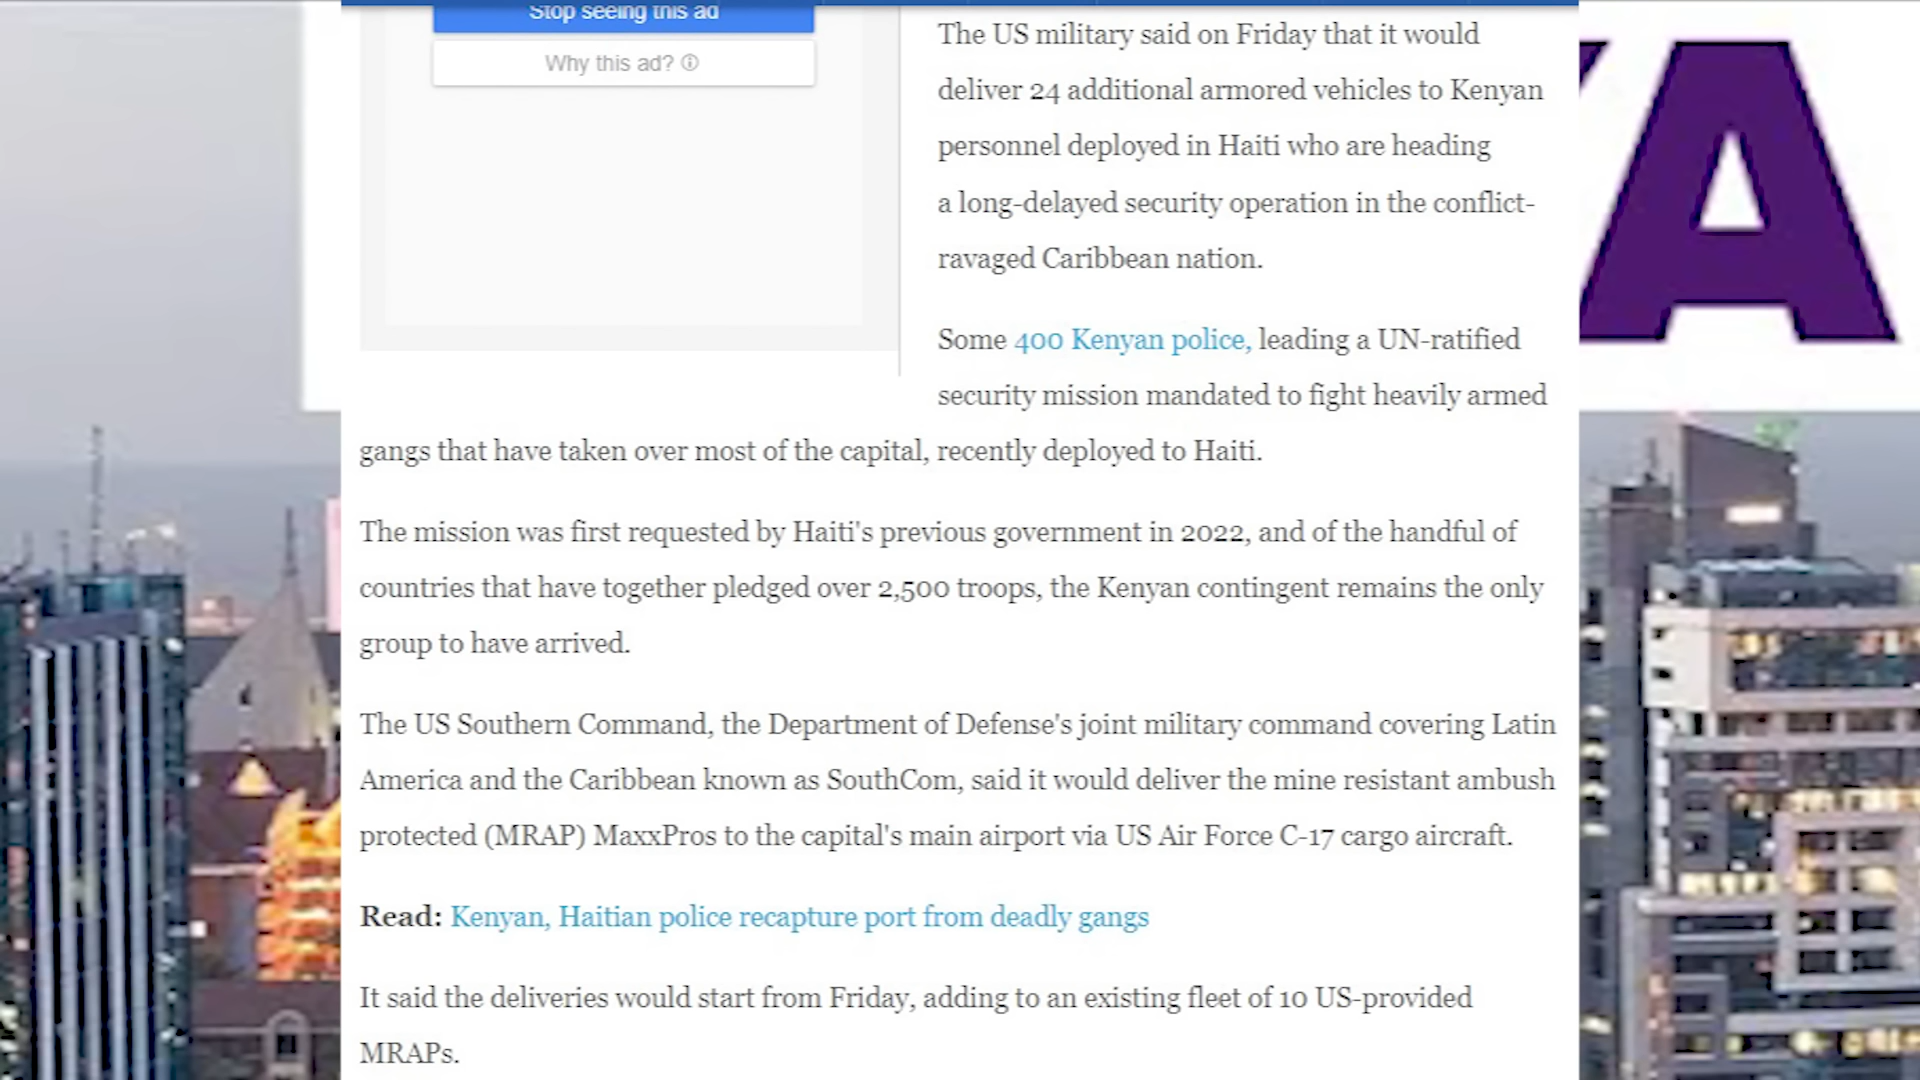 Stop seeing this ad
Why this ad?
The US military said on Friday that it would
deliver 24 additional armored vehicles to Kenyan
personnel deployed in Haiti who are heading
a long-delayed security operation in the conflict-
ravaged Caribbean nation.
Some 400 Kenyan police, leading a UN-ratified
security mission mandated to fight heavily armed
gangs that have taken over most of the capital, recently deployed to Haiti.
The mission was first requested by Haiti's previous government in 2022, and of the handful of
countries that have together pledged over 2,500 troops, the Kenyan contingent remains the only
group to have arrived.
The US Southern Command, the Department of Defense's joint military command covering Latin
America and the Caribbean known as SouthCom, said it would deliver the mine resistant ambush
protected (MRAP) MaxxPros to the capital's main airport via US Air Force C-17 cargo aircraft.
Read: Kenyan, Haitian police recapture port from deadly gangs
It said the deliveries would start from Friday, adding to an existing fleet of 10 US-provided
MRAPs.
YA